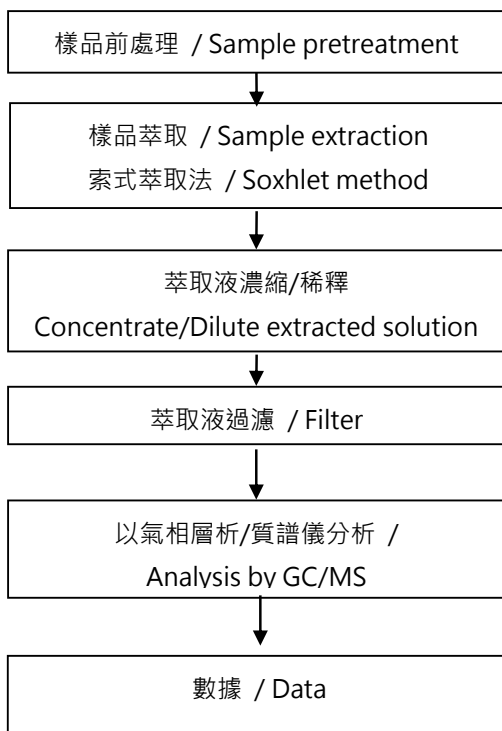 樣品前處理 / Sample pretreatment
樣品萃取 / Sample extraction
索式萃取法 / Soxhlet method
萃取液濃縮/稀釋
Concentrate/Dilute extracted solution
萃取液過濾 / Filter
以氣相層析/質譜儀分析 /
Analysis by GC/MS
數據 / Data